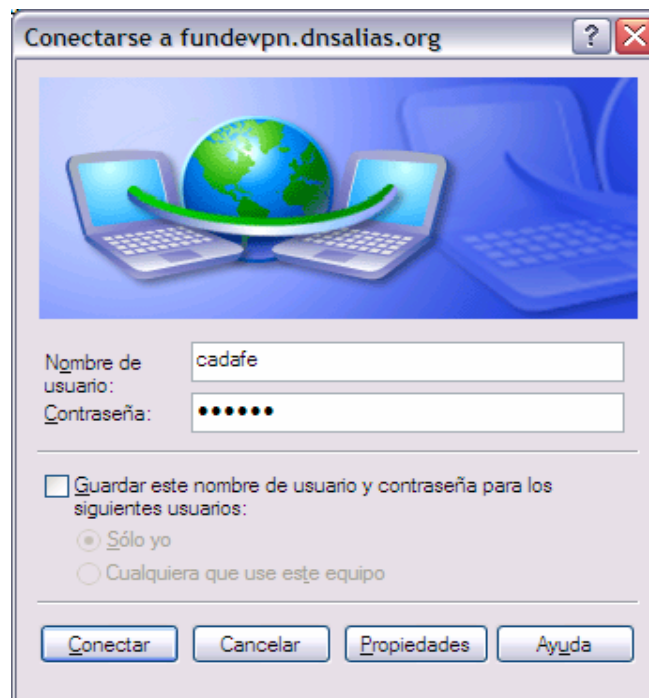 Conectarse a fundevpn.dnsalias.org
Nombre de
usuario:
cadafe
Contraseña:
••••••
Guardar este nombre de usuario y contraseña para los
siguientes usuarios:
Sólo yo
Cualquiera que use este equipo
Conectar Cancelar Propiedades Ayuda